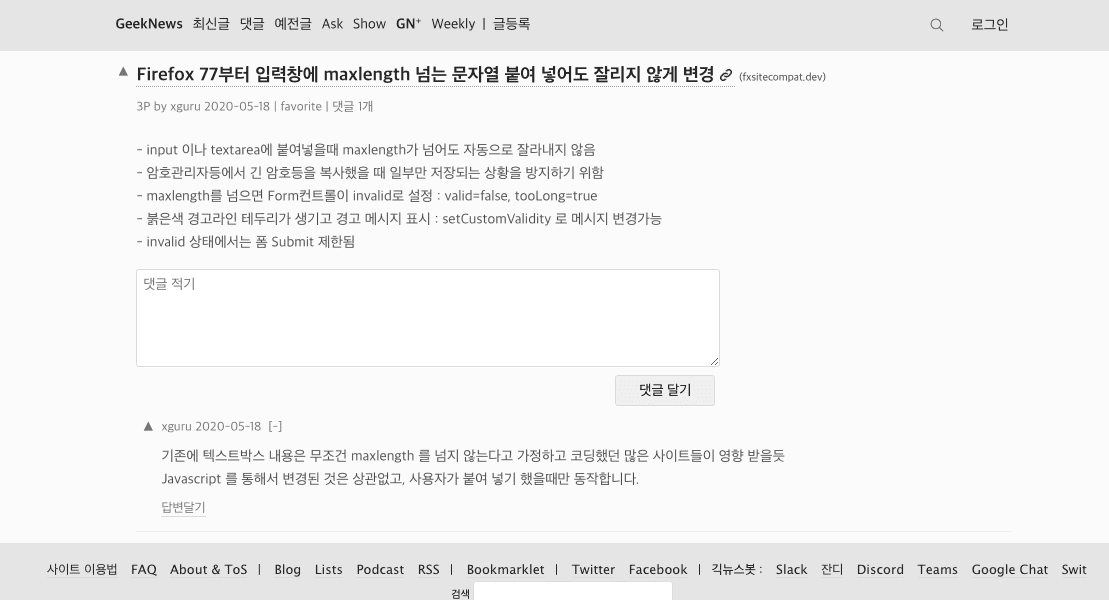 GeekNews 최신글 댓글 예전글 Ask Show GN⁺ Weekly | 글등록 로그인
▲ Firefox 77부터 입력창에 maxlength 넘는 문자열 붙여 넣어도 잘리지 않게 변경 (fxsitecompat.dev)
3P by xguru 2020-05-18 | favorite | 댓글 1개
- input 이나 textarea에 붙여넣을때 maxlength가 넘어도 자동으로 잘라내지 않음
- 암호관리자등에서 긴 암호등을 복사했을 때 일부만 저장되는 상황을 방지하기 위함
- maxlength를 넘으면 Form컨트롤이 invalid로 설정 : valid=false, tooLong=true
- 붉은색 경고라인 테두리가 생기고 경고 메시지 표시 : setCustomValidity 로 메시지 변경가능
- invalid 상태에서는 폼 Submit 제한됨
댓글 적기
댓글 달기
▲ xguru 2020-05-18 [-]
기존에 텍스트박스 내용은 무조건 maxlength 를 넘지 않는다고 가정하고 코딩했던 많은 사이트들이 영향 받을듯
Javascript 를 통해서 변경된 것은 상관없고, 사용자가 붙여 넣기 했을때만 동작합니다.
답변달기
사이트 이용법 FAQ About & ToS | Blog Lists Podcast RSS | Bookmarklet | Twitter Facebook | 긱뉴스봇 : Slack 잔디 Discord Teams Google Chat Swit
검색